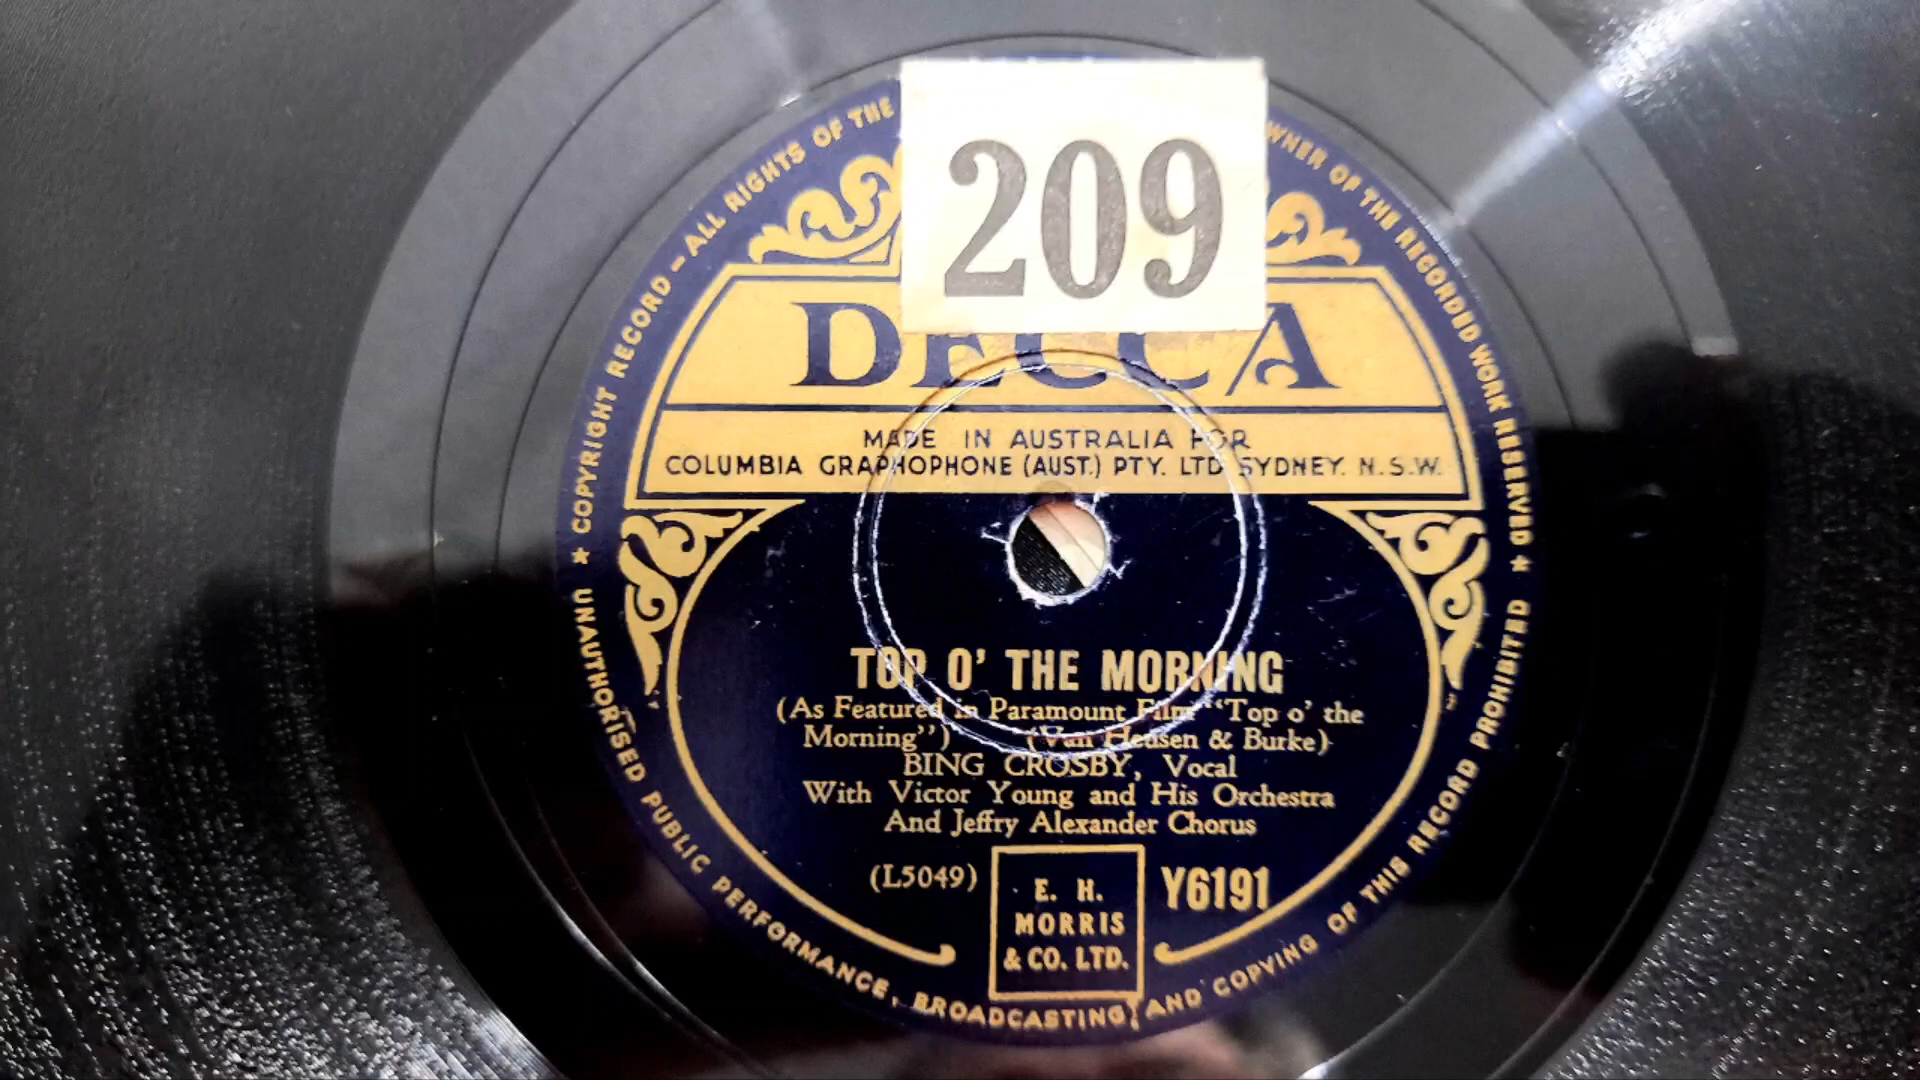 209
DECCA
MADE IN AUSTRALIA FOR
COLUMBIA GRAPHOPHONE (AUST.) PTY. LTD SYDNEY. N.S.W.
TOP O' THE MORNING
(As Featured in Paramount Film "Top o' the
Morning") (Van Heusen & Burke)
BING CROSBY, Vocal
With Victor Young and His Orchestra
And Jeffry Alexander Chorus
(L5049)
E. H.
MORRIS
& CO. LTD.
Y6191
★ COPYRIGHT RECORD - ALL RIGHTS OF THE
WNER OF THE RECORDED WORK RESERVED ★
UNAUTHORISED PUBLIC PERFORMANCE, BROADCASTING AND COPYING OF THIS RECORD PROHIBITED